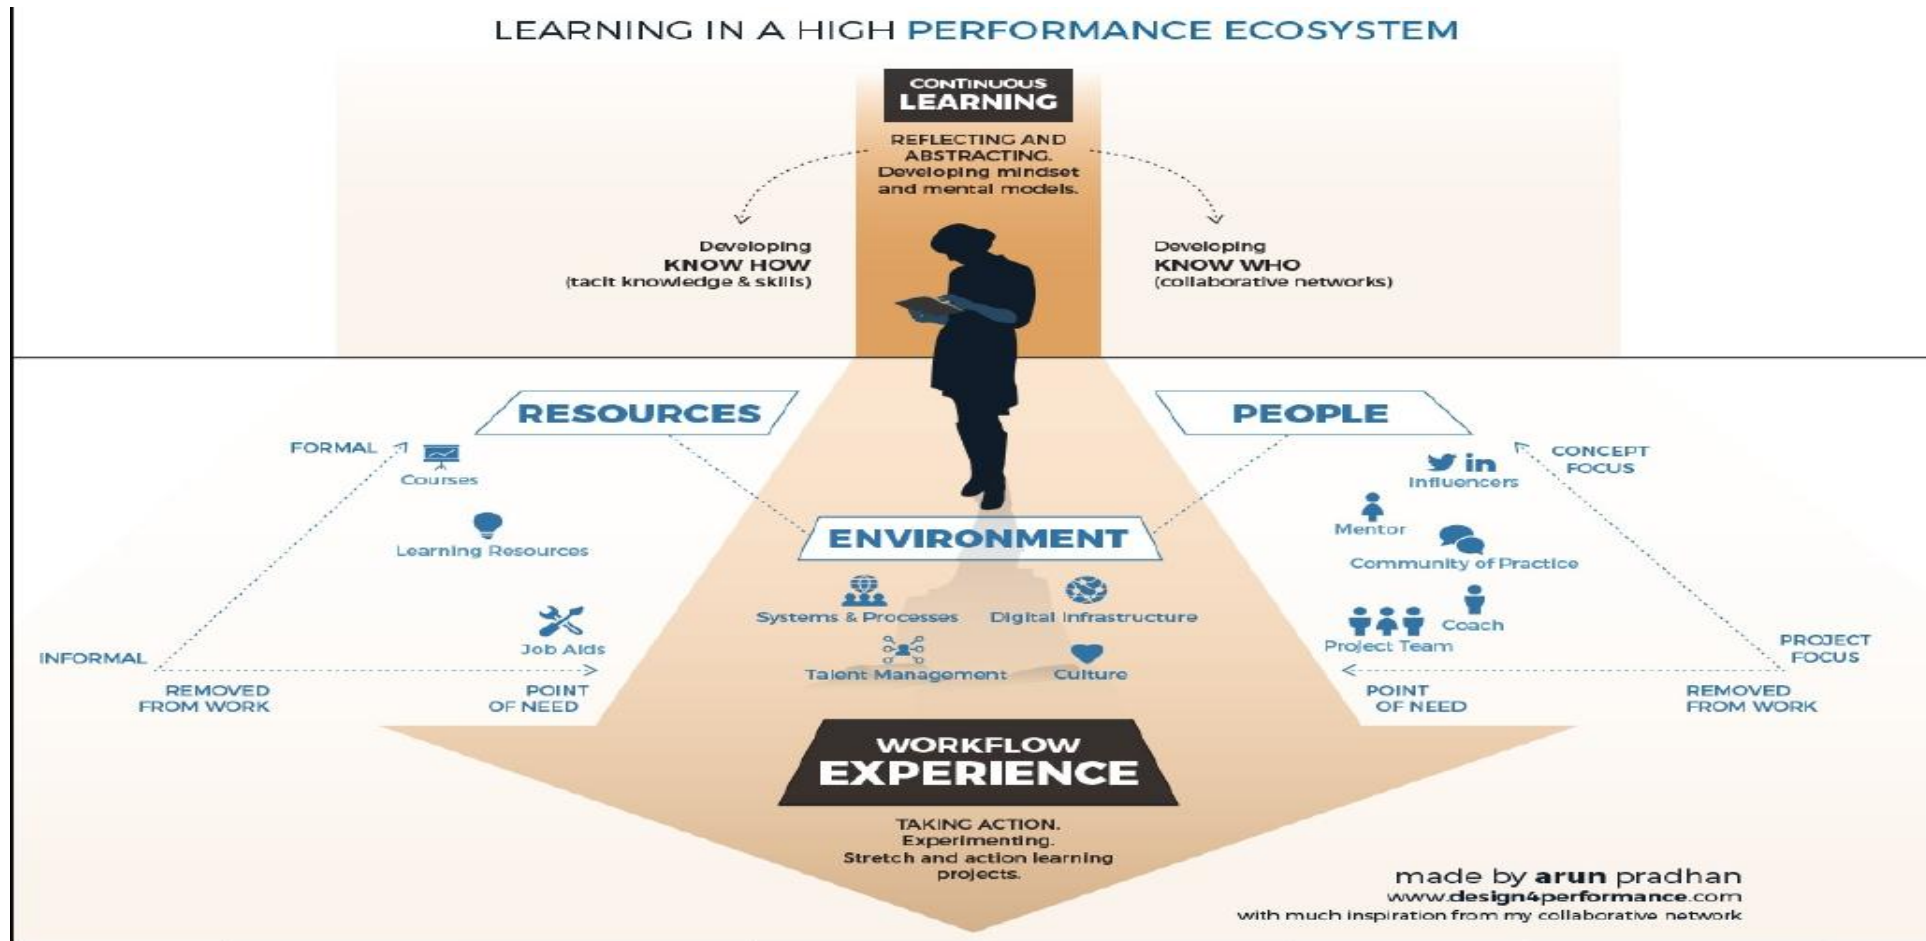 LEARNING IN A HIGH PERFORMANCE ECOSYSTEM
CONTINUOUS
LEARNING
REFLECTING AND
ABSTRACTING.
Developing mindset
and mental models.
Developing
KNOW HOW
(tacit knowledge & skills)
Developing
KNOW WHO
(collaborative networks)
RESOURCES
FORMAL
Courses
Learning Resources
Job Aids
INFORMAL
REMOVED
FROM WORK
POINT
OF NEED
ENVIRONMENT
Systems & Processes
Digital Infrastructure
Talent Management
Culture
PEOPLE
CONCEPT
FOCUS
in
Influencers
Mentor
Community of Practice
Coach
Project Team
PROJECT
FOCUS
POINT
OF NEED
REMOVED
FROM WORK
WORKFLOW
EXPERIENCE
TAKING ACTION.
Experimenting.
Stretch and action learning
projects.
made by arun pradhan
www.design4performance.com
with much inspiration from my collaborative network